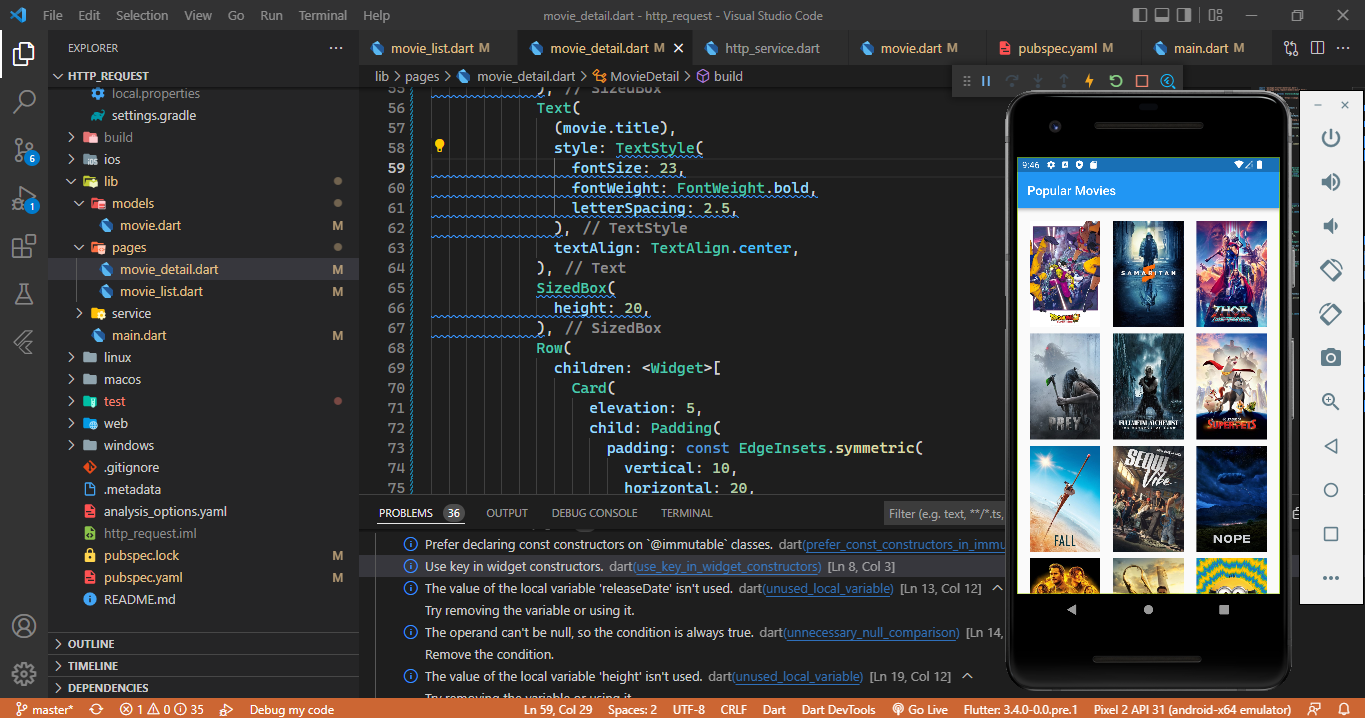 File Edit Selection View Go Run Terminal Help
movie_detail.dart - http_request - Visual Studio Code
EXPLORER
HTTP_REQUEST
local.properties
settings.gradle
build
ios
lib
models
movie.dart M
pages
movie_detail.dart M
movie_list.dart M
service
main.dart M
linux
macos
test
web
windows
.gitignore
.metadata
analysis_options.yaml
http_request.iml
pubspec.lock M
pubspec.yaml M
README.md
OUTLINE
TIMELINE
DEPENDENCIES
6
1
movie_list.dart M movie_detail.dart M http_service.dart movie.dart M pubspec.yaml M main.dart M
lib > pages > movie_detail.dart > MovieDetail > build
55 ), // SizedBox
56 Text(
57 (movie.title),
58 style: TextStyle(
59 fontSize: 23,
60 fontWeight: FontWeight.bold,
61 letterSpacing: 2.5,
62 ), // TextStyle
63 textAlign: TextAlign.center,
64 ), // Text
65 SizedBox(
66 height: 20,
67 ), // SizedBox
68 Row(
69 children: <Widget>[
70 Card(
71 elevation: 5,
72 child: Padding(
73 padding: const EdgeInsets.symmetric(
74 vertical: 10,
75 horizontal: 20,
PROBLEMS 36 OUTPUT DEBUG CONSOLE TERMINAL
Filter (e.g. text, **/*.ts,
Prefer declaring const constructors on `@immutable` classes. dart(prefer_const_constructors_in_immu
Use key in widget constructors. dart(use_key_in_widget_constructors) [Ln 8, Col 3]
The value of the local variable 'releaseDate' isn't used. dart(unused_local_variable) [Ln 13, Col 12]
Try removing the variable or using it.
The operand can't be null, so the condition is always true. dart(unnecessary_null_comparison) [Ln 14,
Remove the condition.
The value of the local variable 'height' isn't used. dart(unused_local_variable) [Ln 19, Col 12]
Try removing the variable or using it.
9:46
Popular Movies
SAMARITAN
THOR
PREY
FULLMETAL ALCHEMIST
SUPER-PETS
FALL
SEOUL Vibe
NOPE
master* 1 0 35 Debug my code Ln 59, Col 29 Spaces: 2 UTF-8 CRLF Dart Dart DevTools Go Live Flutter: 3.4.0-0.0.pre.1 Pixel 2 API 31 (android-x64 emulator)